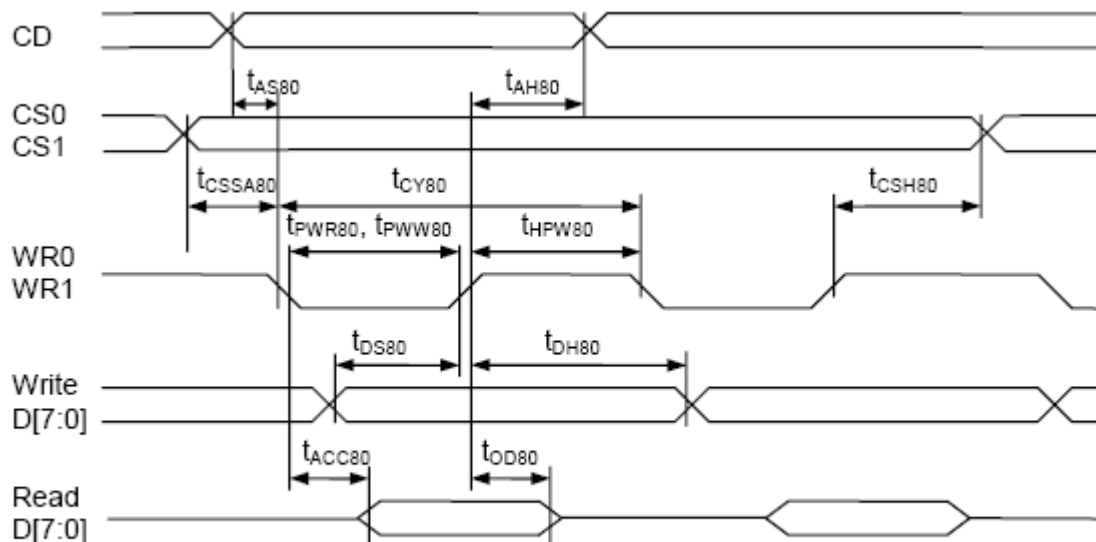 CD
tAS80 tAH80
CS0
CS1
tCSSA80 tCY80 tCSH80
tPWR80, tPWW80 tHPW80
WR0
WR1
tDS80 tDH80
Write
D[7:0]
tACC80 tOD80
Read
D[7:0]